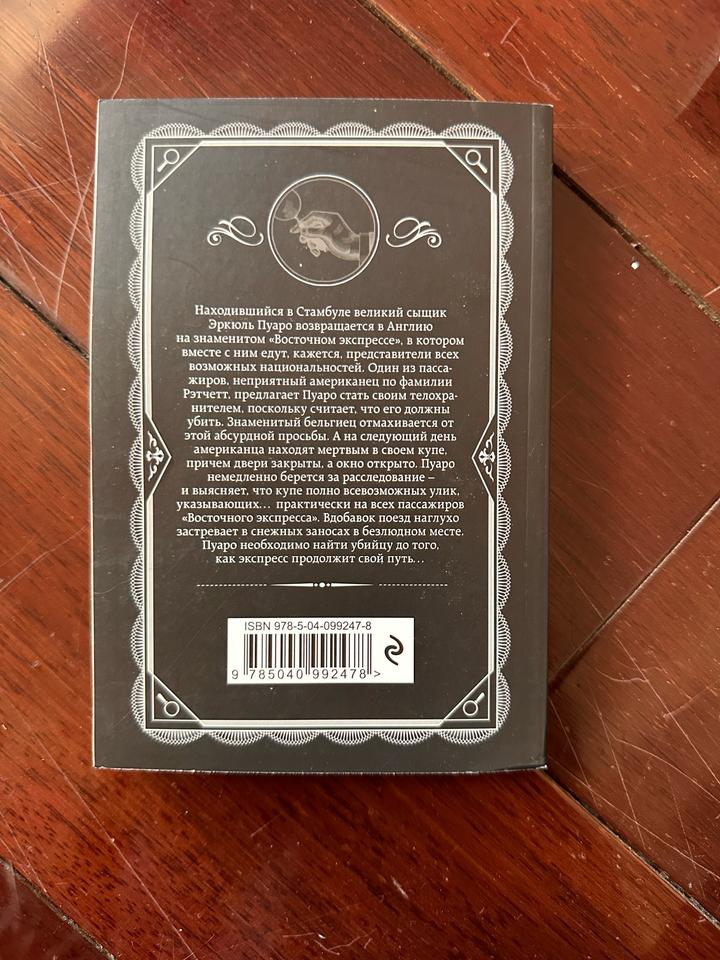 Находившийся в Стамбуле великий сыщик
Эркюль Пуаро возвращается в Англию
на знаменитом «Восточном экспрессе», в котором
вместе с ним едут, кажется, представители всех
возможных национальностей. Один из пасса-
жиров, неприятный американец по фамилии
Рэтчетт, предлагает Пуаро стать своим телохра-
нителем, поскольку считает, что его должны
убить. Знаменитый бельгиец отмахивается от
этой абсурдной просьбы. А на следующий день
американца находят мертвым в своем купе,
причем двери закрыты, а окно открыто. Пуаро
немедленно берется за расследование –
и выясняет, что купе полно всевозможных улик,
указывающих… практически на всех пассажиров
«Восточного экспресса». Вдобавок поезд наглухо
застревает в снежных заносах в безлюдном месте.
Пуаро необходимо найти убийцу до того,
как экспресс продолжит свой путь…
ISBN 978-5-04-099247-8
9 785040 992478 >